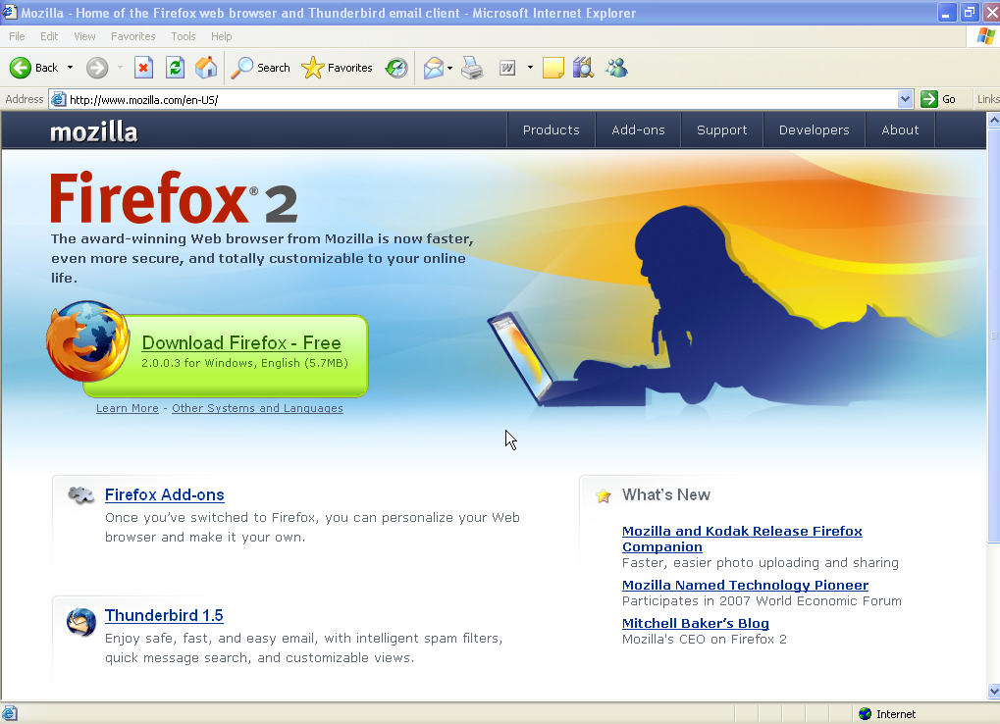 Mozilla - Home of the Firefox web browser and Thunderbird email client - Microsoft Internet Explorer
File Edit View Favorites Tools Help
Back Search Favorites W
Address http://www.mozilla.com/en-US/ Go Links
mozilla Products Add-ons Support Developers About
Firefox® 2
The award-winning Web browser from Mozilla is now faster,
even more secure, and totally customizable to your online
life.
Download Firefox - Free
2.0.0.3 for Windows, English (5.7MB)
Learn More - Other Systems and Languages
Firefox Add-ons
Once you've switched to Firefox, you can personalize your Web
browser and make it your own.
Thunderbird 1.5
Enjoy safe, fast, and easy email, with intelligent spam filters,
quick message search, and customizable views.
What's New
Mozilla and Kodak Release Firefox
Companion
Faster, easier photo uploading and sharing
Mozilla Named Technology Pioneer
Participates in 2007 World Economic Forum
Mitchell Baker's Blog
Mozilla's CEO on Firefox 2
Internet